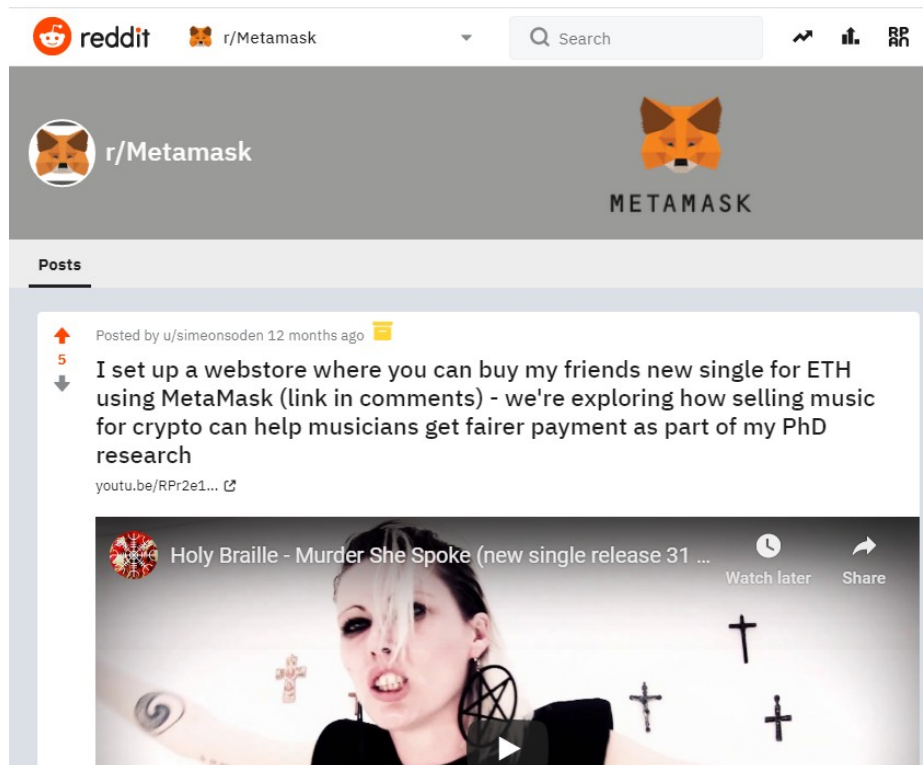 reddit
r/Metamask
Search
RPAN
r/Metamask
METAMASK
Posts
Posted by u/simeonsoden 12 months ago
5
I set up a webstore where you can buy my friends new single for ETH
using MetaMask (link in comments) - we're exploring how selling music
for crypto can help musicians get fairer payment as part of my PhD
research
youtu.be/RPr2e1...
Holy Braille - Murder She Spoke (new single release 31 ...
Watch later
Share